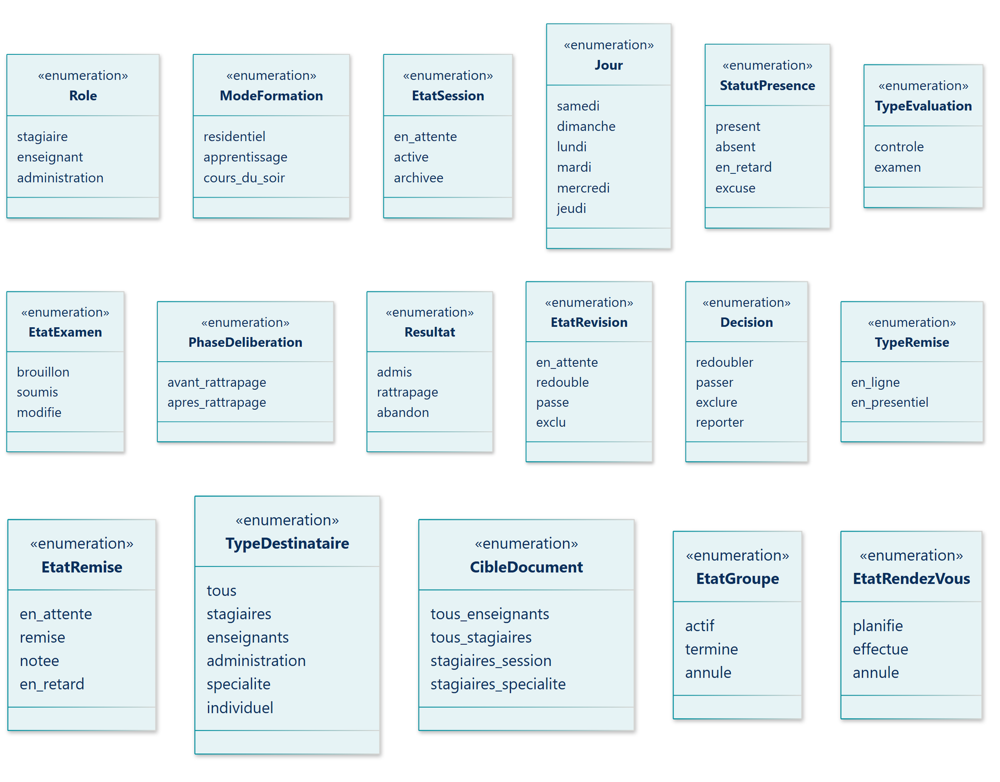 «enumeration»
Role
stagiaire
enseignant
administration
«enumeration»
ModeFormation
residentiel
apprentissage
cours_du_soir
«enumeration»
EtatSession
en_attente
active
archivee
«enumeration»
Jour
samedi
dimanche
lundi
mardi
mercredi
jeudi
«enumeration»
StatutPresence
present
absent
en_retard
excuse
«enumeration»
TypeEvaluation
controle
examen
«enumeration»
EtatExamen
brouillon
soumis
modifie
«enumeration»
PhaseDeliberation
avant_rattrapage
apres_rattrapage
«enumeration»
Resultat
admis
rattrapage
abandon
«enumeration»
EtatRevision
en_attente
redouble
passe
exclu
«enumeration»
Decision
redoubler
passer
exclure
reporter
«enumeration»
TypeRemise
en_ligne
en_presentiel
«enumeration»
EtatRemise
en_attente
remise
notee
en_retard
«enumeration»
TypeDestinataire
tous
stagiaires
enseignants
administration
specialite
individuel
«enumeration»
CibleDocument
tous_enseignants
tous_stagiaires
stagiaires_session
stagiaires_specialite
«enumeration»
EtatGroupe
actif
termine
annule
«enumeration»
EtatRendezVous
planifie
effectue
annule